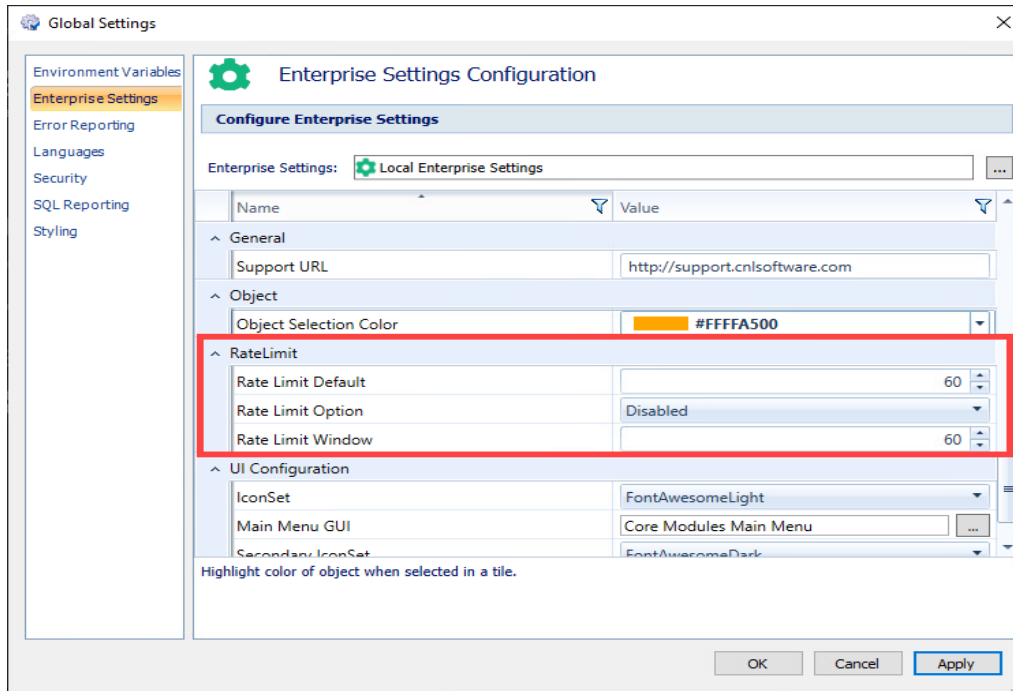 Global Settings
Environment Variables
Enterprise Settings
Error Reporting
Languages
Security
SQL Reporting
Styling
Enterprise Settings Configuration
Configure Enterprise Settings
Enterprise Settings: Local Enterprise Settings ...
Name Value
General
Support URL http://support.cnlsoftware.com
Object
Object Selection Color #FFFFA500
RateLimit
Rate Limit Default 60
Rate Limit Option Disabled
Rate Limit Window 60
UI Configuration
IconSet FontAwesomeLight
Main Menu GUI Core Modules Main Menu ...
Secondary IconSet FontAwesomeDark
Highlight color of object when selected in a tile.
OK Cancel Apply